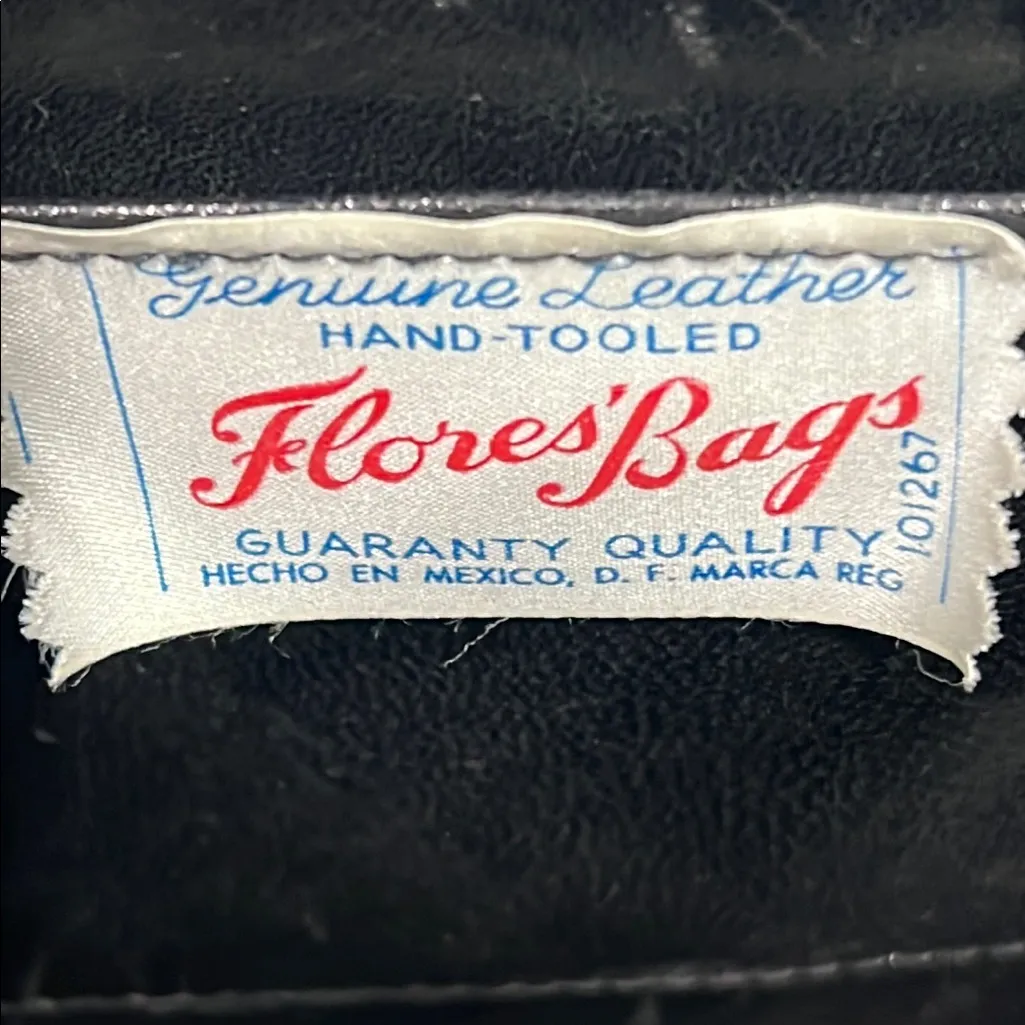 Genuine Leather
HAND-TOOLED
Flores' Bags
GUARANTY QUALITY
HECHO EN MEXICO, D. F. MARCA REG
101267